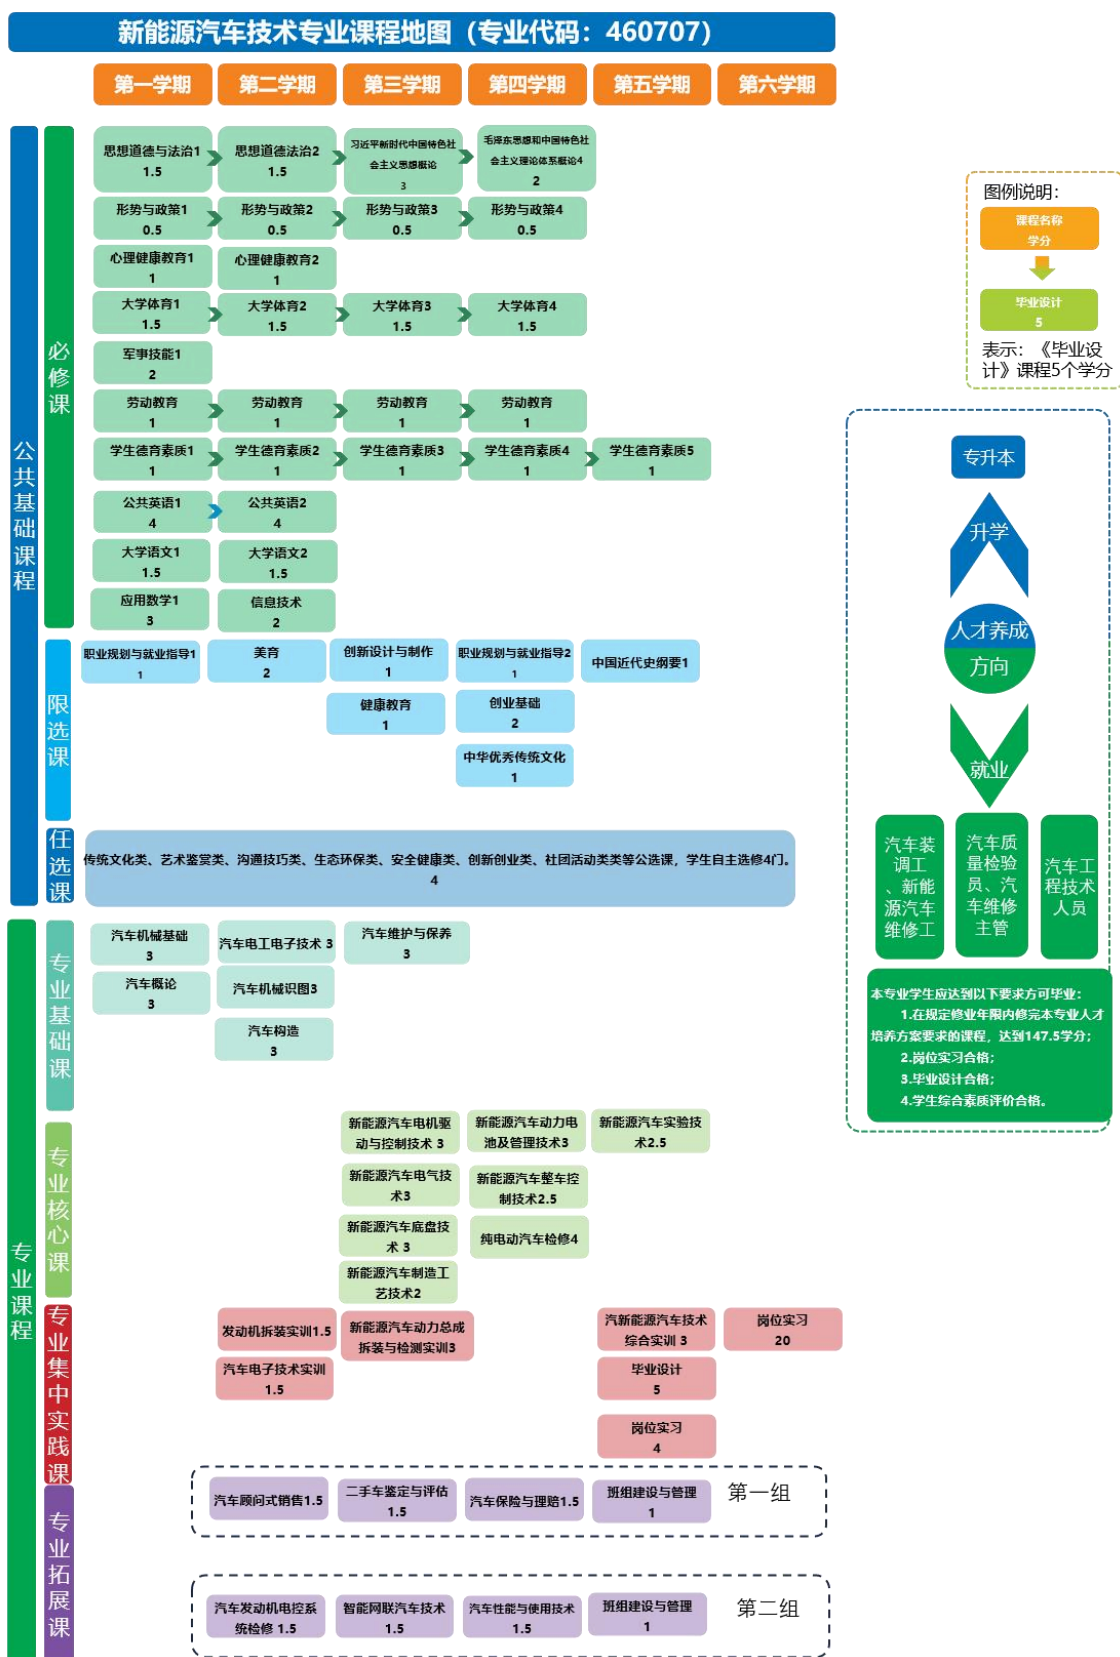 新能源汽车技术专业课程地图（专业代码：460707）
第一学期
第二学期
第三学期
第四学期
第五学期
第六学期
公共基础课程
必修课
思想道德与法治1
1.5
思想道德法治2
1.5
习近平新时代中国特色社
会主义思想概论
3
毛泽东思想和中国特色社
会主义理论体系概论4
2
形势与政策1
0.5
形势与政策2
0.5
形势与政策3
0.5
形势与政策4
0.5
心理健康教育1
1
心理健康教育2
1
大学体育1
1.5
大学体育2
1.5
大学体育3
1.5
大学体育4
1.5
军事技能1
2
劳动教育
1
劳动教育
1
劳动教育
1
劳动教育
1
学生德育素质1
1
学生德育素质2
1
学生德育素质3
1
学生德育素质4
1
学生德育素质5
1
公共英语1
4
公共英语2
4
大学语文1
1.5
大学语文2
1.5
应用数学1
3
信息技术
2
限选课
职业规划与就业指导1
1
美育
2
创新设计与制作
1
职业规划与就业指导2
1
中国近代史纲要1
健康教育
1
创业基础
2
中华优秀传统文化
1
任选课
传统文化类、艺术鉴赏类、沟通技巧类、生态环保类、安全健康类、创新创业类、社团活动类类等公选课，学生自主选修4门。
4
专业课程
专业基础课
汽车机械基础
3
汽车电工电子技术 3
汽车维护与保养
3
汽车概论
3
汽车机械识图3
汽车构造
3
专业核心课
新能源汽车电机驱
动与控制技术 3
新能源汽车动力电
池及管理技术3
新能源汽车实验技
术2.5
新能源汽车电气技
术3
新能源汽车整车控
制技术2.5
新能源汽车底盘技
术 3
纯电动汽车检修4
新能源汽车制造工
艺技术2
专业集中实践课
发动机拆装实训1.5
新能源汽车动力总成
拆装与检测实训3
汽新能源汽车技术
综合实训 3
岗位实习
20
汽车电子技术实训
1.5
毕业设计
5
岗位实习
4
专业拓展课
汽车顾问式销售1.5
二手车鉴定与评估
1.5
汽车保险与理赔1.5
班组建设与管理
1
第一组
汽车发动机电控系
统检修 1.5
智能网联汽车技术
1.5
汽车性能与使用技术
1.5
班组建设与管理
1
第二组
图例说明：
课程名称
学分
毕业设计
5
表示：《毕业设
计》课程5个学分
专升本
升学
人才养成
方向
就业
汽车装
调工
、新能
源汽车
维修工
汽车质
量检验
员、汽
车维修
主管
汽车工
程技术
人员
本专业学生应达到以下要求方可毕业：
1.在规定修业年限内修完本专业人才
培养方案要求的课程，达到147.5学分；
2.岗位实习合格；
3.毕业设计合格；
4.学生综合素质评价合格。